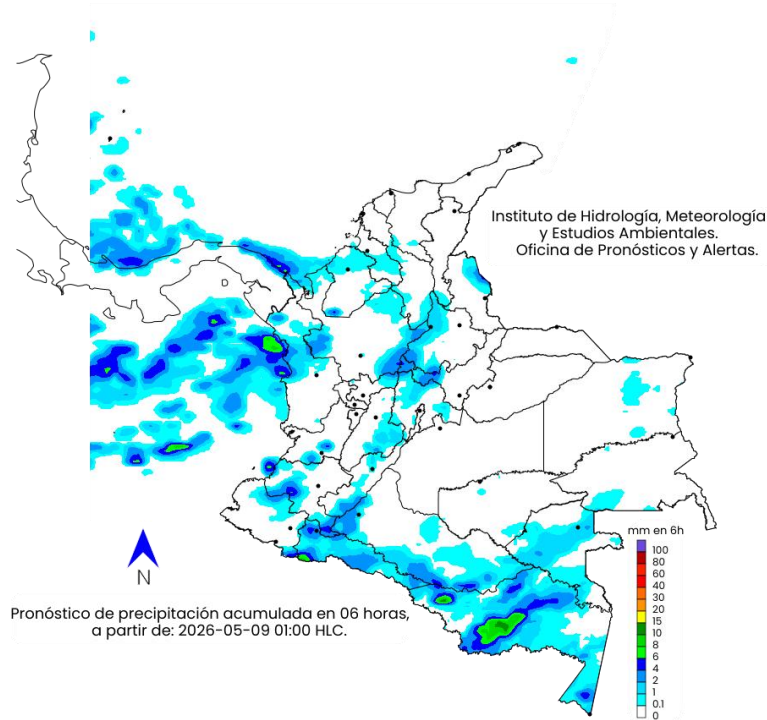 Instituto de Hidrología, Meteorología
y Estudios Ambientales.
Oficina de Pronósticos y Alertas.
mm en 6h
100
80
60
40
30
20
15
10
8
6
4
2
1
0.1
0
N
Pronóstico de precipitación acumulada en 06 horas,
a partir de: 2026-05-09 01:00 HLC.